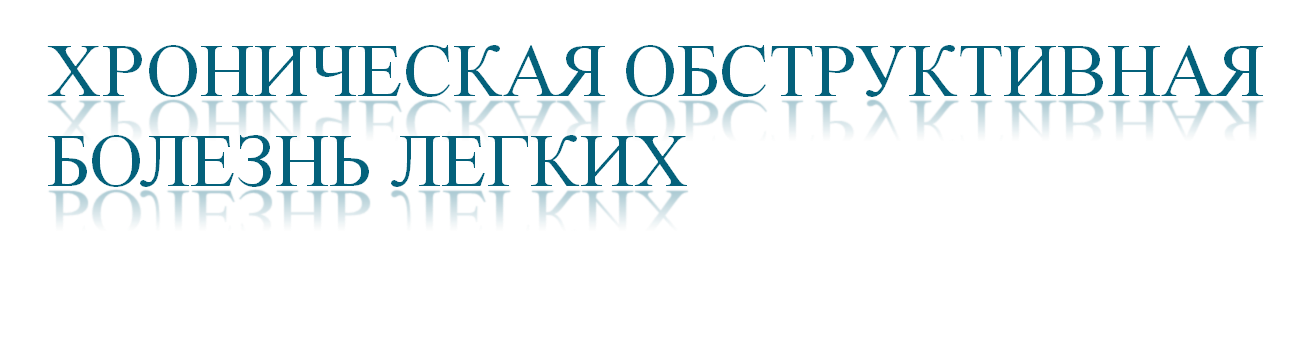 ХРОНИЧЕСКАЯ ОБСТРУКТИВНАЯ
БОЛЕЗНЬ ЛЕГКИХ